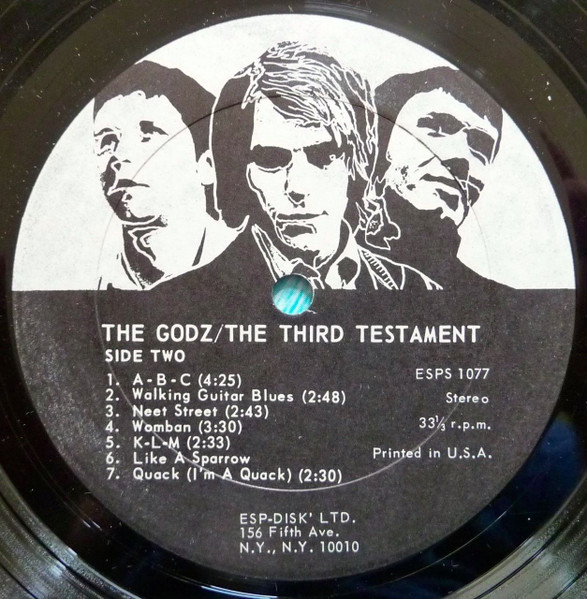 THE GODZ/THE THIRD TESTAMENT
SIDE TWO
ESPS 1077
Stereo
33⅓ r.p.m.
Printed in U.S.A.
1. A-B-C (4:25)
2. Walking Guitar Blues (2:48)
3. Neet Street (2:43)
4. Womban (3:30)
5. K-L-M (2:33)
6. Like A Sparrow
7. Quack (I'm A Quack) (2:30)
ESP-DISK' LTD.
156 Fifth Ave.
N.Y., N.Y. 10010